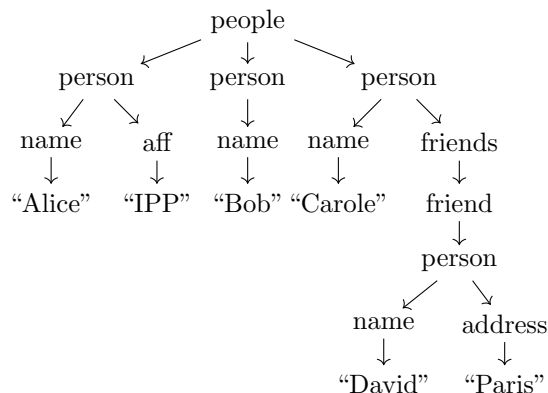 people
person person person
name aff name name friends
“Alice” “IPP” “Bob” “Carole” friend
person
name address
“David” “Paris”